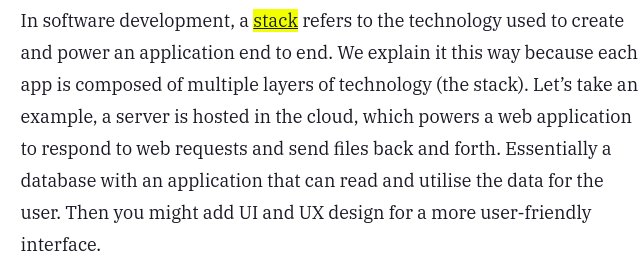 In software development, a stack refers to the technology used to create
and power an application end to end. We explain it this way because each
app is composed of multiple layers of technology (the stack). Let’s take an
example, a server is hosted in the cloud, which powers a web application
to respond to web requests and send files back and forth. Essentially a
database with an application that can read and utilise the data for the
user. Then you might add UI and UX design for a more user-friendly
interface.